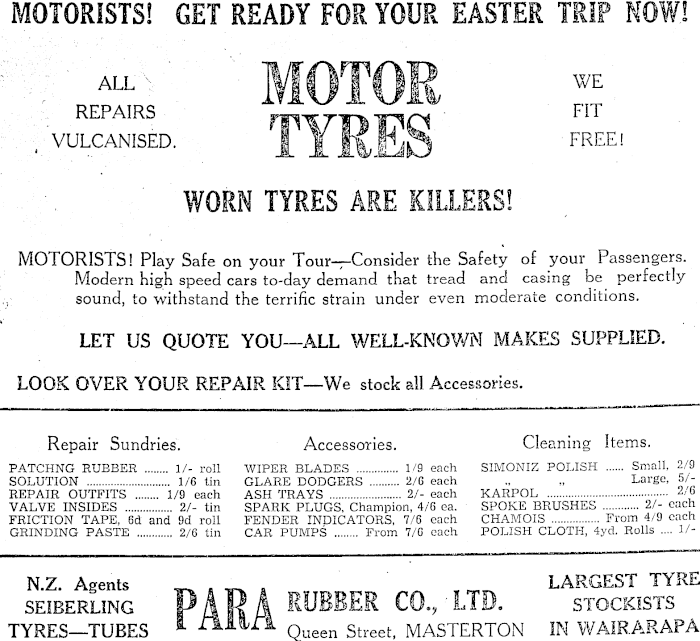 MOTORISTS! GET READY FOR YOUR EASTER TRIP NOW!
ALL
REPAIRS
VULCANISED.
MOTOR
TYRES
WE
FIT
FREE!
WORN TYRES ARE KILLERS!
MOTORISTS! Play Safe on your Tour—Consider the Safety of your Passengers.
Modern high speed cars to-day demand that tread and casing be perfectly
sound, to withstand the terrific strain under even moderate conditions.
LET US QUOTE YOU—ALL WELL-KNOWN MAKES SUPPLIED.
LOOK OVER YOUR REPAIR KIT—We stock all Accessories.
Repair Sundries.
PATCHNG RUBBER ........ 1/- roll
SOLUTION ........................ 1/6 tin
REPAIR OUTFITS ........ 1/9 each
VALVE INSIDES ................ 2/- tin
FRICTION TAPE, 6d and 9d roll
GRINDING PASTE ............ 2/6 tin
Accessories.
WIPER BLADES .............. 1/9 each
GLARE DODGERS .......... 2/6 each
ASH TRAYS .................... 2/- each
SPARK PLUGS, Champion, 4/6 ea.
FENDER INDICATORS, 7/6 each
CAR PUMPS ........ From 7/6 each
Cleaning Items.
SIMONIZ POLISH ...... Small, 2/9
„ „ Large, 5/-
KARPOL ................................ 2/6
SPOKE BRUSHES ............ 2/- each
CHAMOIS ................ From 4/9 each
POLISH CLOTH, 4yd. Rolls .... 1/-
N.Z. Agents
SEIBERLING
TYRES—TUBES
PARA RUBBER CO., LTD.
Queen Street, MASTERTON
LARGEST TYRE
STOCKISTS
IN WAIRARAPA